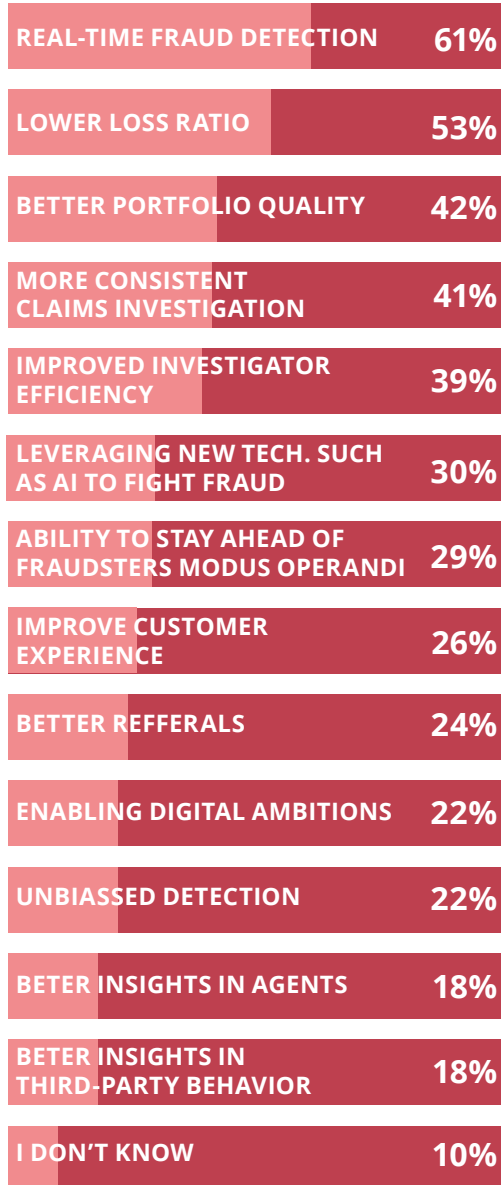 REAL-TIME FRAUD DETECTION 61%
LOWER LOSS RATIO 53%
BETTER PORTFOLIO QUALITY 42%
MORE CONSISTENT
CLAIMS INVESTIGATION 41%
IMPROVED INVESTIGATOR
EFFICIENCY 39%
LEVERAGING NEW TECH. SUCH
AS AI TO FIGHT FRAUD 30%
ABILITY TO STAY AHEAD OF
FRAUDSTERS MODUS OPERANDI 29%
IMPROVE CUSTOMER
EXPERIENCE 26%
BETTER REFFERALS 24%
ENABLING DIGITAL AMBITIONS 22%
UNBIASSED DETECTION 22%
BETER INSIGHTS IN AGENTS 18%
BETER INSIGHTS IN
THIRD-PARTY BEHAVIOR 18%
I DON’T KNOW 10%